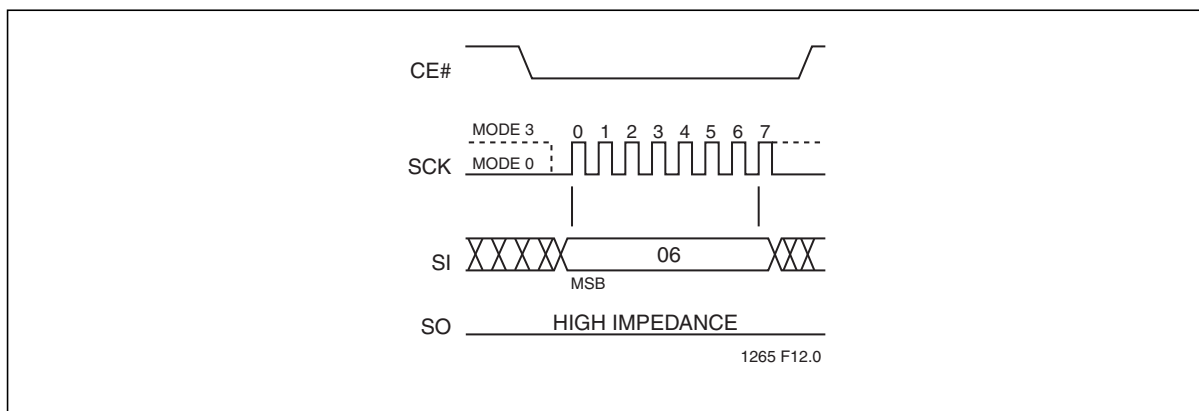 CE#
MODE 3
0 1 2 3 4 5 6 7
SCK
MODE 0
SI
06
MSB
SO
HIGH IMPEDANCE
1265 F12.0